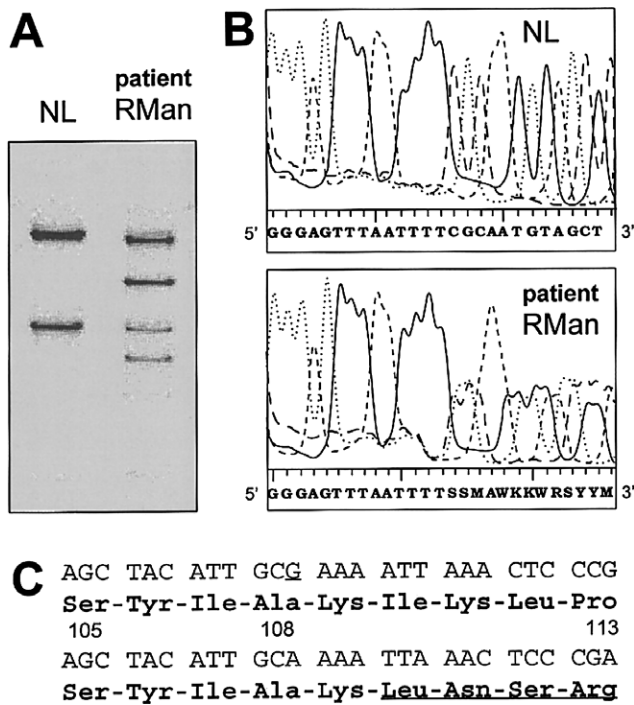 A
patient
NL RMan
B
NL
5' GGGAGTTTAATTTTCGCAATGTAGCT 3'
patient
RMan
5' GGGAGTTTAATTTTSSMAWKKWRSYYM 3'
C
AGC TAC ATT GCG AAA ATT AAA CTC CCG
Ser-Tyr-Ile-Ala-Lys-Ile-Lys-Leu-Pro
105 108 113
AGC TAC ATT GCA AAA TTA AAC TCC CGA
Ser-Tyr-Ile-Ala-Lys-Leu-Asn-Ser-Arg